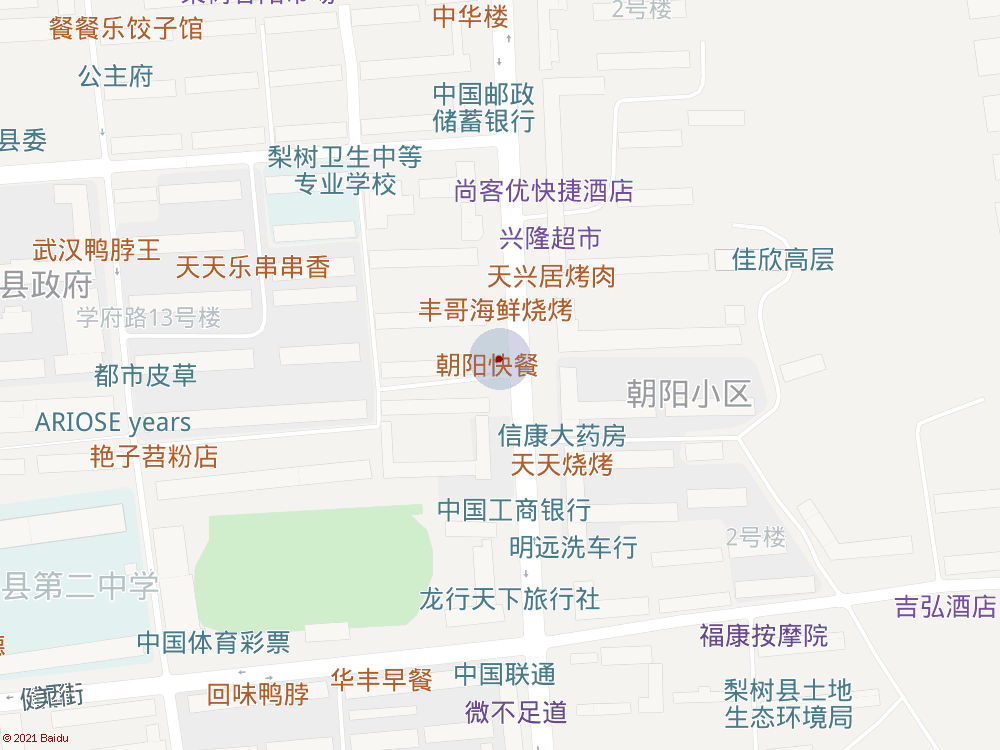 餐餐乐饺子馆
中华楼
2号楼
公主府
中国邮政
储蓄银行
县委
梨树卫生中等
专业学校
尚客优快捷酒店
武汉鸭脖王
兴隆超市
天天乐串串香
天兴居烤肉
佳欣高层
县政府
学府路13号楼
丰哥海鲜烧烤
朝阳快餐
都市皮草
朝阳小区
ARIOSE years
信康大药房
艳子苕粉店
天天烧烤
中国工商银行
2号楼
明远洗车行
县第二中学
龙行天下旅行社
吉弘酒店
中国体育彩票
福康按摩院
华丰早餐
中国联通
回味鸭脖
梨树县土地
生态环境局
微不足道
© 2021 Baidu